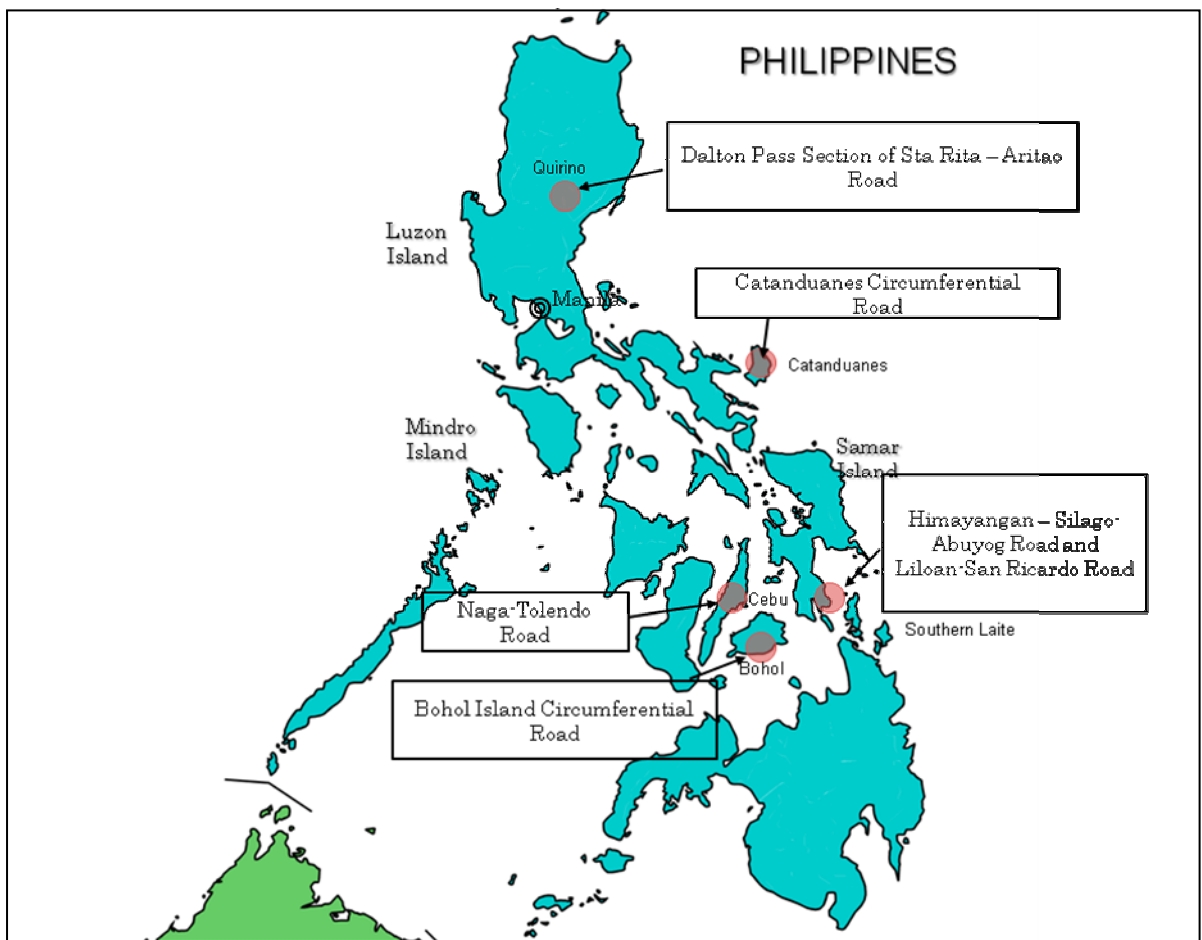 PHILIPPINES
Dalton Pass Section of Sta Rita – Aritao
Road
Quirino
Luzon
Island
Catanduanes Circumferential
Road
Manila
Catanduanes
Mindro
Island
Samar
Island
Himayangan – Silago-
Abuyog Road and
Liloan-San Ricardo Road
Naga-Tolendo
Road
Cebu
Southern Laite
Bohol
Bohol Island Circumferential
Road